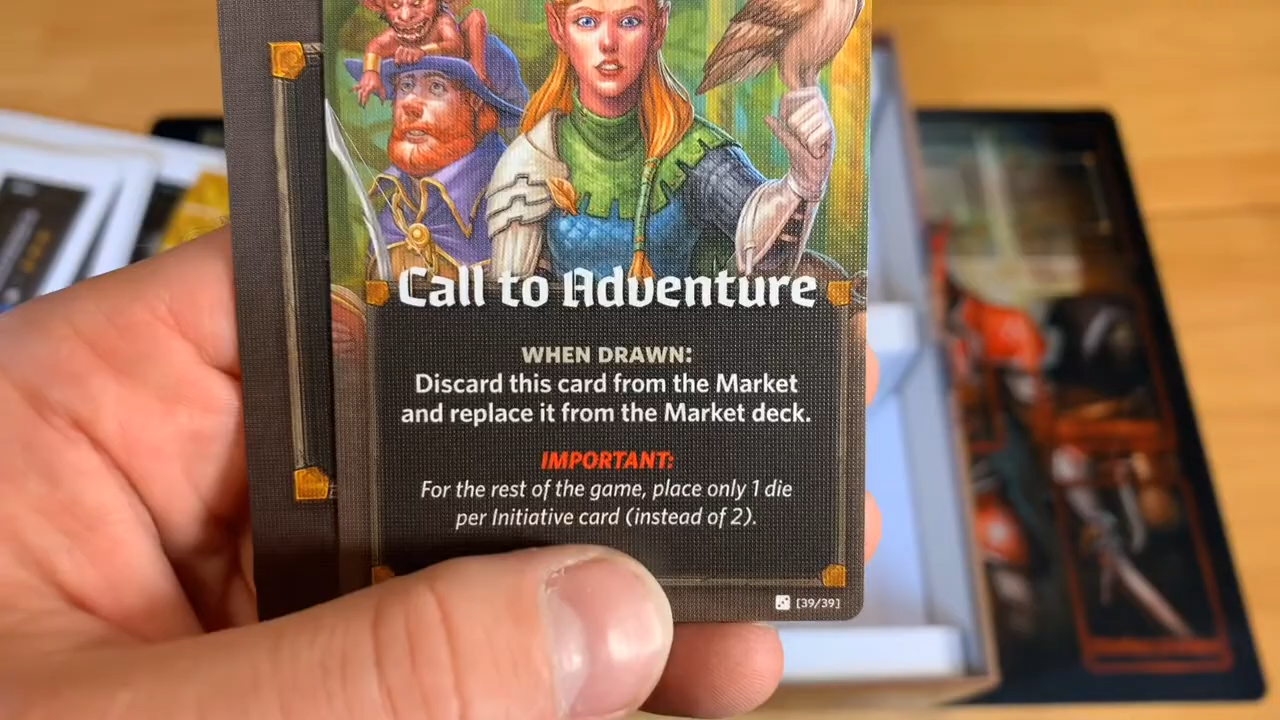 Call to Adventure
WHEN DRAWN:
Discard this card from the Market
and replace it from the Market deck.
IMPORTANT:
For the rest of the game, place only 1 die
per Initiative card (instead of 2).
[39/39]